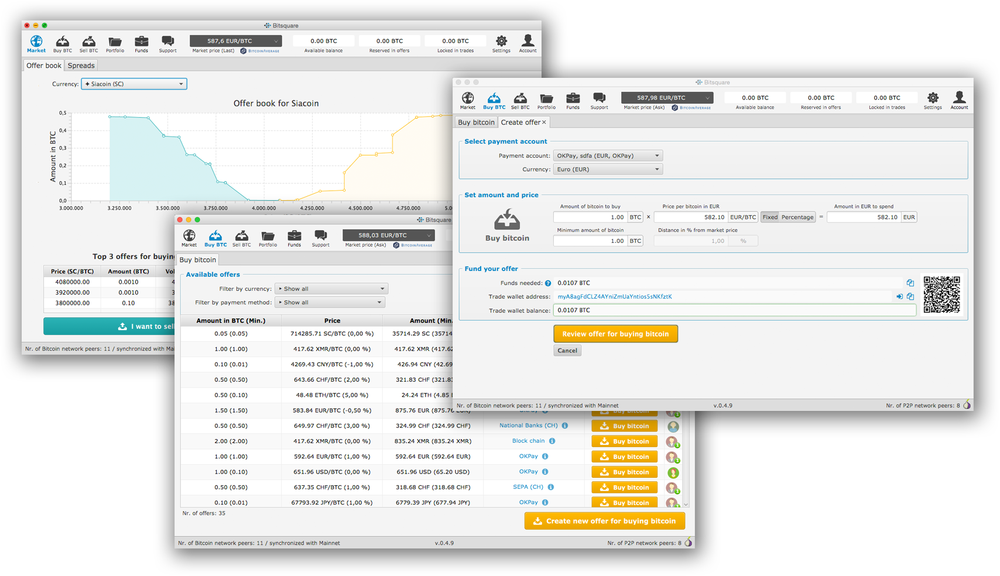 Bitsquare
Market Buy BTC Sell BTC Portfolio Funds Support
587,6 EUR/BTC
Market price (Last) BITCOINAVERAGE
0.00 BTC 0.00 BTC 0.00 BTC
Available balance Reserved in offers Locked in trades
Settings Account
Offer book Spreads
Currency: Siacoin (SC)
Offer book for Siacoin
Amount in BTC
0,5
0,4
0,3
0,2
0,1
0,0
3.000.000 3.250.000 3.500.000 3.750.000 4.000.000 4.250.000 4.500.000 4.750.000 5.0
Top 3 offers for buying
Price (SC/BTC) Amount (BTC) Vol
4080000.00 0.0010 4
3920000.00 0.0010 3
3800000.00 0.10 38
I want to sell
Nr. of Bitcoin network peers: 11 / synchronized with Main
Bitsquare
Market Buy BTC Sell BTC Portfolio Funds Support
588,03 EUR/BTC
Market price (Ask) BITCOINAVERAGE
Buy bitcoin
Available offers
Filter by currency: Show all
Filter by payment method: Show all
Amount in BTC (Min.) Price Amount (Min.
0.05 (0.05) 714285.71 SC/BTC (0,00 %) 35714.29 SC (35714
1.00 (1.00) 417.62 XMR/BTC (0,00 %) 417.62 XMR (417.62
0.10 (0.01) 4269.43 CNY/BTC (-1,00 %) 426.94 CNY (42.69
0.50 (0.50) 643.66 CHF/BTC (2,00 %) 321.83 CHF (321.83
0.50 (0.10) 48.48 ETH/BTC (5,00 %) 24.24 ETH (4.85 E
1.50 (1.50) 583.84 EUR/BTC (-0,50 %) 875.76 EUR (875.76 EUR) OKPay Buy bitcoin
0.50 (0.50) 649.97 CHF/BTC (3,00 %) 324.99 CHF (324.99 CHF) National Banks (CH) Buy bitcoin
2.00 (2.00) 417.62 XMR/BTC (0,00 %) 835.24 XMR (835.24 XMR) Block chain Buy bitcoin 1
1.00 (1.00) 592.64 EUR/BTC (1,00 %) 592.64 EUR (592.64 EUR) OKPay Buy bitcoin 1
1.00 (0.10) 651.96 USD/BTC (0,00 %) 651.96 USD (65.20 USD) OKPay Buy bitcoin
0.50 (0.50) 637.35 CHF/BTC (1,00 %) 318.68 CHF (318.68 CHF) SEPA (CH) Buy bitcoin 1
0.10 (0.01) 67793.92 JPY/BTC (1,00 %) 6779.39 JPY (677.94 JPY) OKPay Buy bitcoin
Nr. of offers: 35
Create new offer for buying bitcoin
Nr. of Bitcoin network peers: 11 / synchronized with Mainnet v.0.4.9 Nr. of P2P network peers: 8
Bitsquare
Market Buy BTC Sell BTC Portfolio Funds Support
587,98 EUR/BTC
Market price (Ask) BITCOINAVERAGE
0.00 BTC 0.00 BTC 0.00 BTC
Available balance Reserved in offers Locked in trades
Settings Account
Buy bitcoin Create offer
Select payment account
Payment account: OKPay, sdfa (EUR, OKPay)
Currency: Euro (EUR)
Set amount and price
Buy bitcoin
Amount of bitcoin to buy Price per bitcoin in EUR Amount in EUR to spend
1.00 BTC x 582.10 EUR/BTC Fixed Percentage = 582.10 EUR
Minimum amount of bitcoin Distance in % from market price
1.00 BTC 1,00 %
Fund your offer
Funds needed: ? 0.0107 BTC
Trade wallet address: myA8agFdCLZ4AYniZmUaYntios5sNKfztK
Trade wallet balance: 0.0107 BTC
Review offer for buying bitcoin
Cancel
Nr. of Bitcoin network peers: 11 / synchronized with Mainnet v.0.4.9 Nr. of P2P network peers: 8